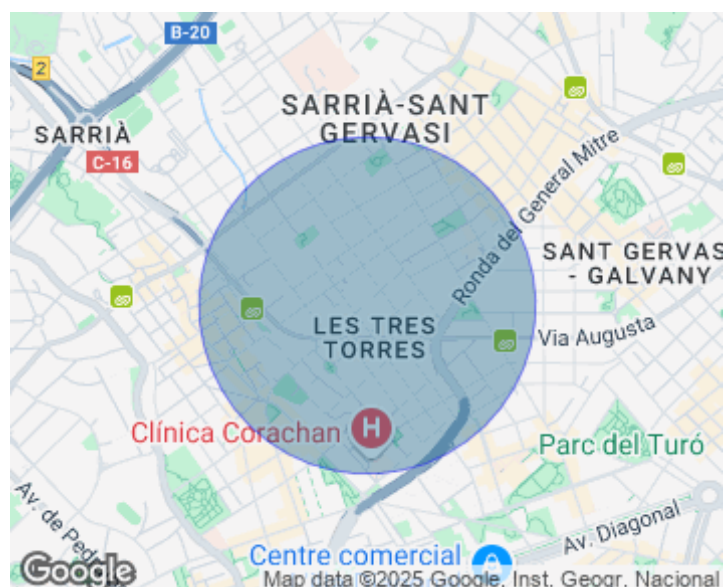 B-20
2
SARRIÀ-SANT
GERVASI
SARRIÀ
C-16
Ronda del General Mitre
SANT GERVAS
- GALVANY
LES TRES
TORRES
Via Augusta
Clínica Corachan
H
Parc del Turó
Av. de Ped
Av. Diagonal
Centre comercial
Google
Map data ©2025 Google, Inst. Geogr. Nacional